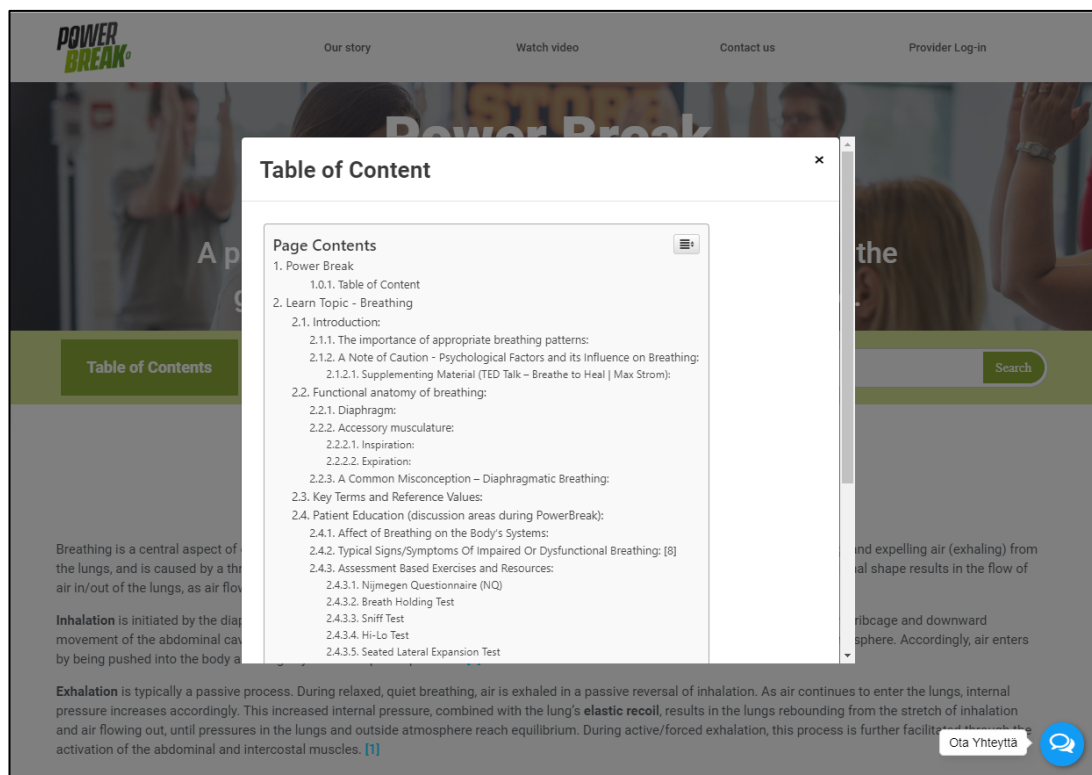 POWER
BREAK
Our story
Watch video
Contact us
Provider Log-in
STORE
Power Break
A p
the
Table of Content
×
Page Contents
1. Power Break
1.0.1. Table of Content
2. Learn Topic - Breathing
2.1. Introduction:
2.1.1. The importance of appropriate breathing patterns:
2.1.2. A Note of Caution - Psychological Factors and its Influence on Breathing:
2.1.2.1. Supplementing Material (TED Talk – Breathe to Heal | Max Strom):
2.2. Functional anatomy of breathing:
2.2.1. Diaphragm:
2.2.2. Accessory musculature:
2.2.2.1. Inspiration:
2.2.2.2. Expiration:
2.2.3. A Common Misconception – Diaphragmatic Breathing:
2.3. Key Terms and Reference Values:
2.4. Patient Education (discussion areas during PowerBreak):
2.4.1. Affect of Breathing on the Body's Systems:
2.4.2. Typical Signs/Symptoms Of Impaired Or Dysfunctional Breathing: [8]
2.4.3. Assessment Based Exercises and Resources:
2.4.3.1. Nijmegen Questionnaire (NQ)
2.4.3.2. Breath Holding Test
2.4.3.3. Sniff Test
2.4.3.4. Hi-Lo Test
2.4.3.5. Seated Lateral Expansion Test
Table of Contents
Search
Breathing is a central aspect of and expelling air (exhaling) from
the lungs, and is caused by a nal shape results in the flow of
air in/out of the lungs, as air
Inhalation is initiated by the ribcage and downward
movement of the abdominal Accordingly, air enters
by being pushed into the body
Exhalation is typically a passive process. During relaxed, quiet breathing, air is exhaled in a passive reversal of inhalation. As air continues to enter the lungs, internal
pressure increases accordingly. This increased internal pressure, combined with the lung's elastic recoil, results in the lungs rebounding from the stretch of inhalation
and air flowing out, until pressures in the lungs and outside atmosphere reach equilibrium. During active/forced exhalation, this process is further facilitated through the
activation of the abdominal and intercostal muscles. [1]
Ota Yhteyttä